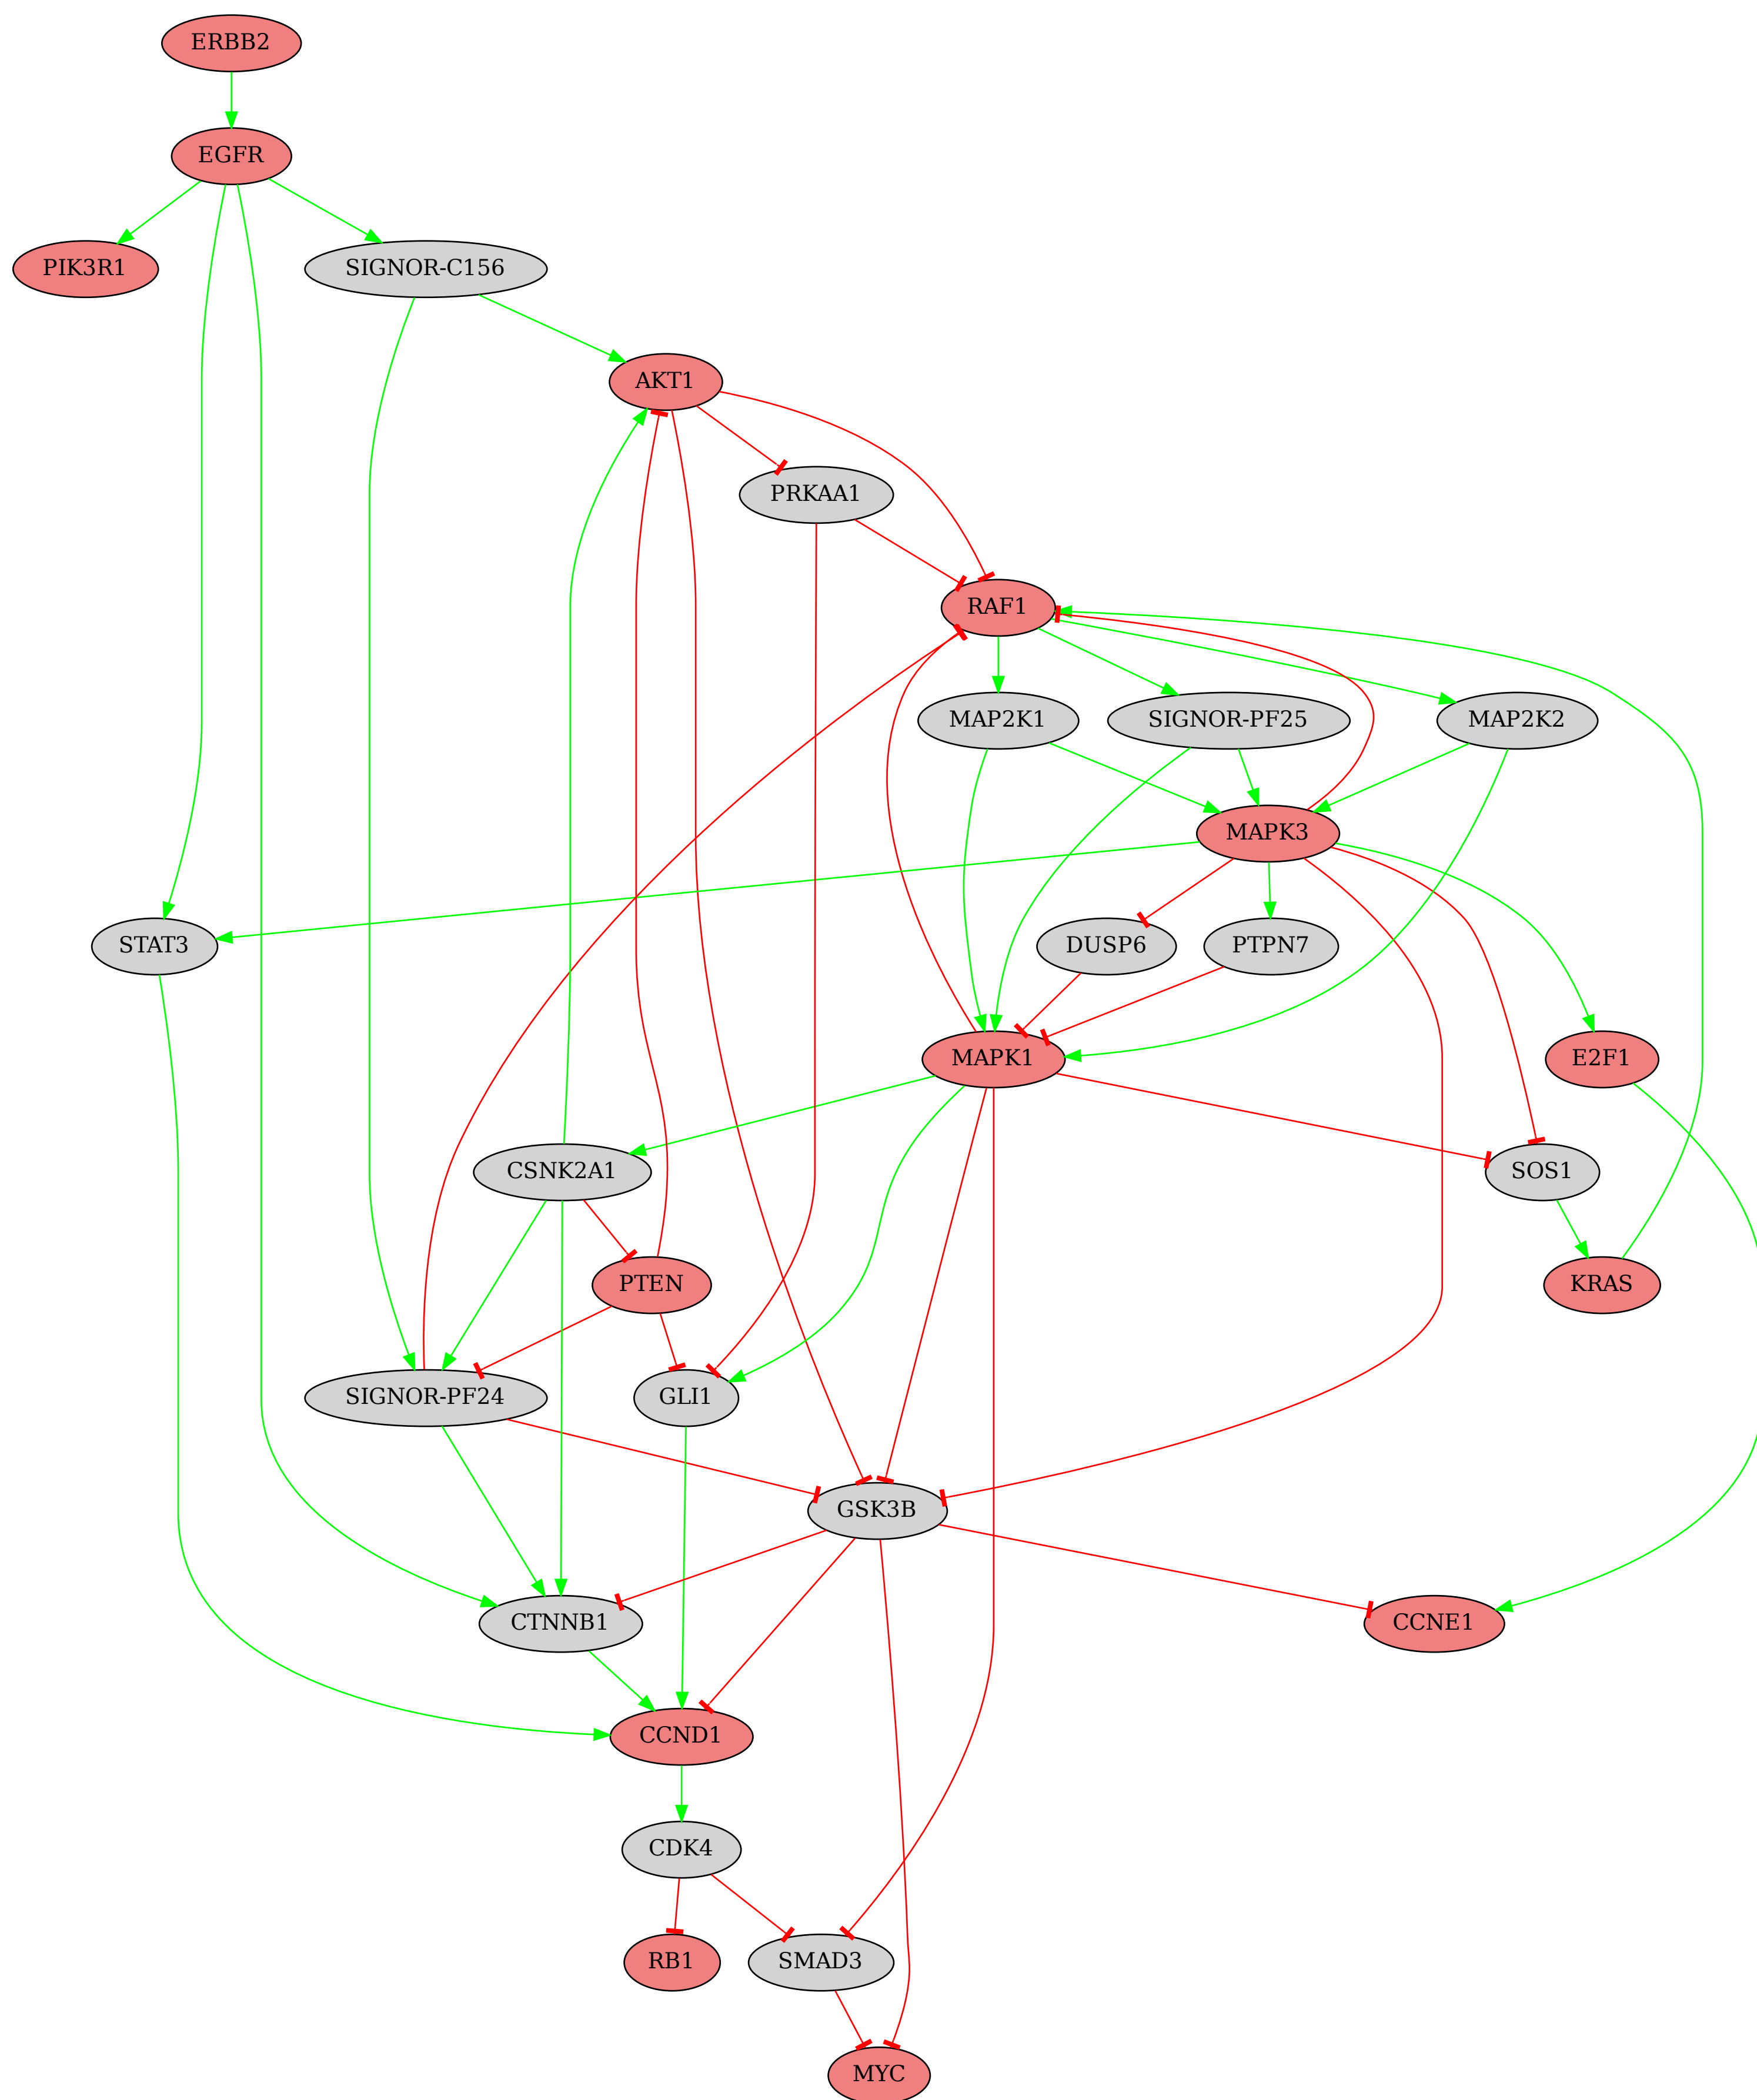 ERBB2
EGFR
PIK3R1
SIGNOR-C156
AKT1
PRKAA1
RAF1
MAP2K1
SIGNOR-PF25
MAP2K2
MAPK3
STAT3
DUSP6
PTPN7
MAPK1
E2F1
CSNK2A1
SOS1
PTEN
KRAS
SIGNOR-PF24
GLI1
GSK3B
CTNNB1
CCNE1
CCND1
CDK4
RB1
SMAD3
MYC